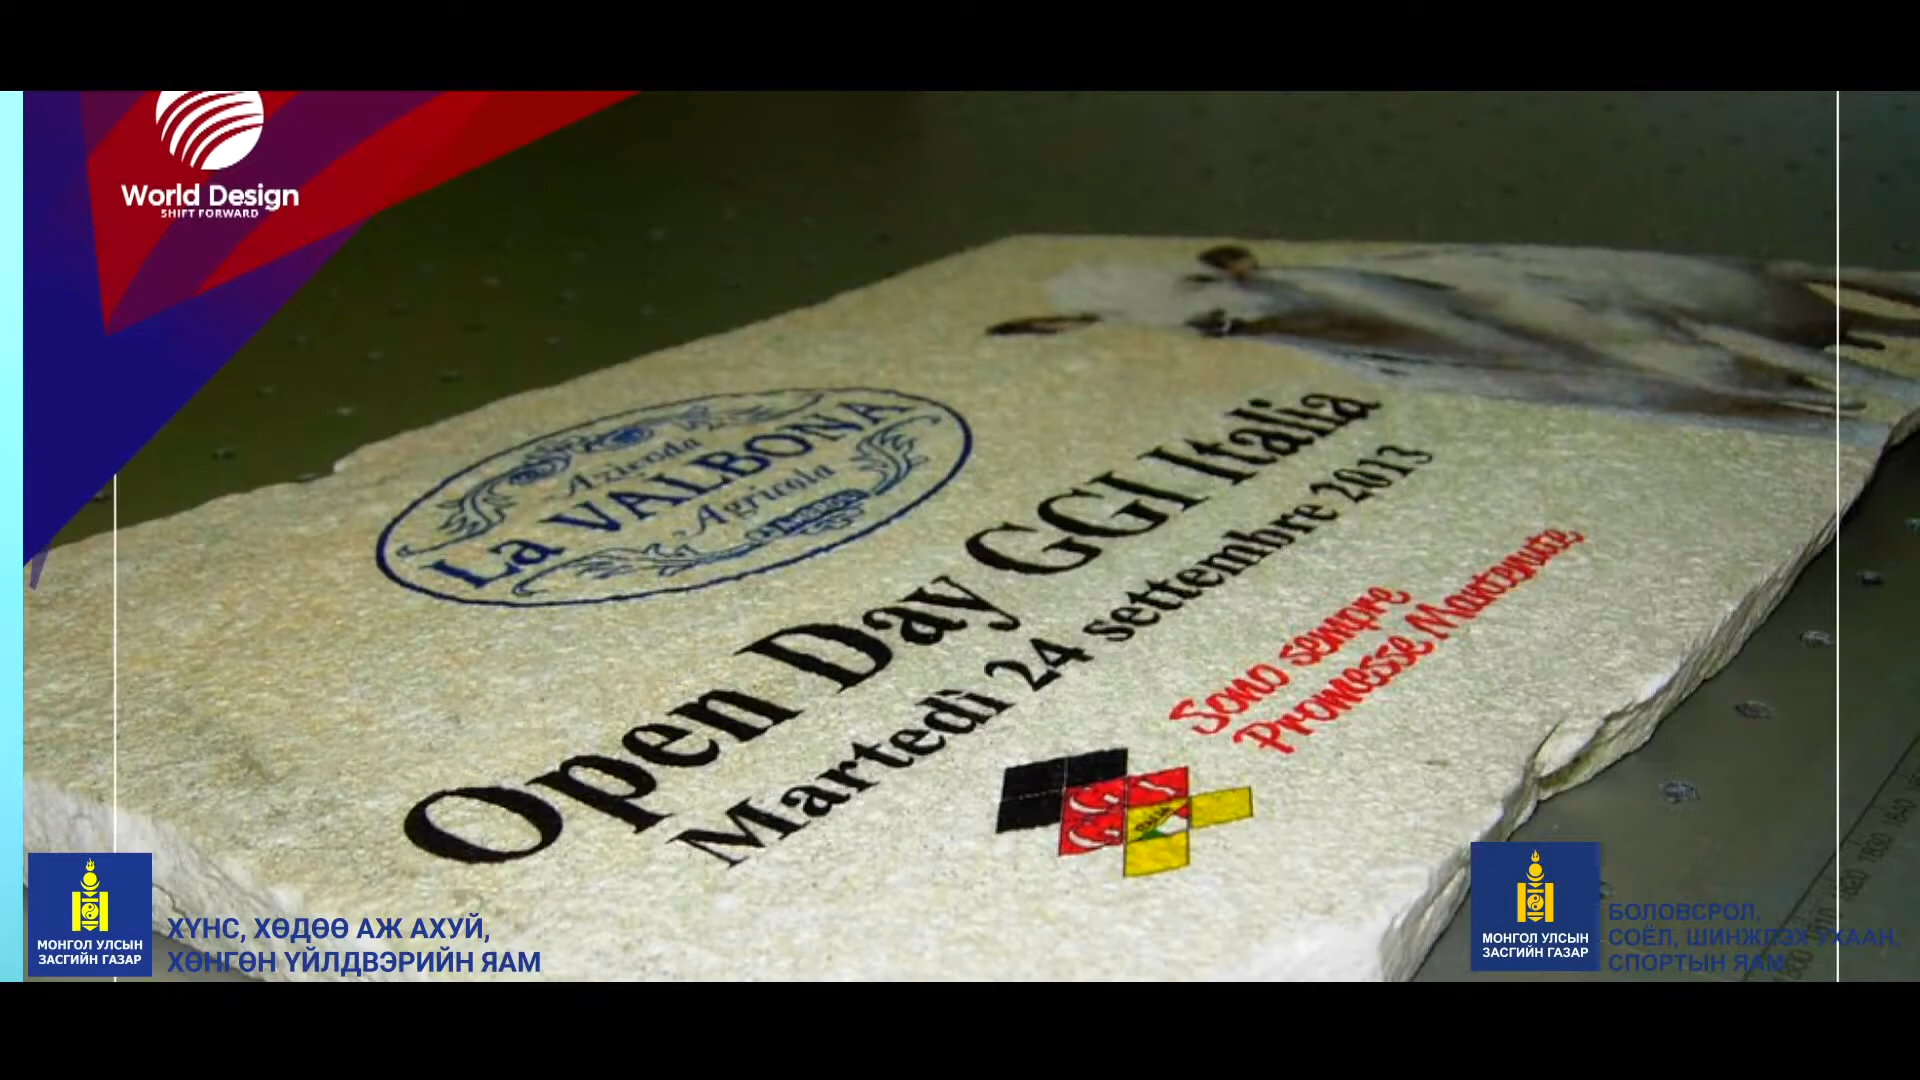 World Design
SHIFT FORWARD
Azienda
La VALBONA
Agricola
Open Day GGI Italia
Martedì 24 settembre 2013
Sono sempre
Promesse Mantenute
МОНГОЛ УЛСЫН
ЗАСГИЙН ГАЗАР
ХҮНС, ХӨДӨӨ АЖ АХУЙ,
ХӨНГӨН ҮЙЛДВЭРИЙН ЯАМ
МОНГОЛ УЛСЫН
ЗАСГИЙН ГАЗАР
БОЛОВСРОЛ,
СОЁЛ, ШИНЖЛЭХ УХААН,
СПОРТЫН ЯАМ